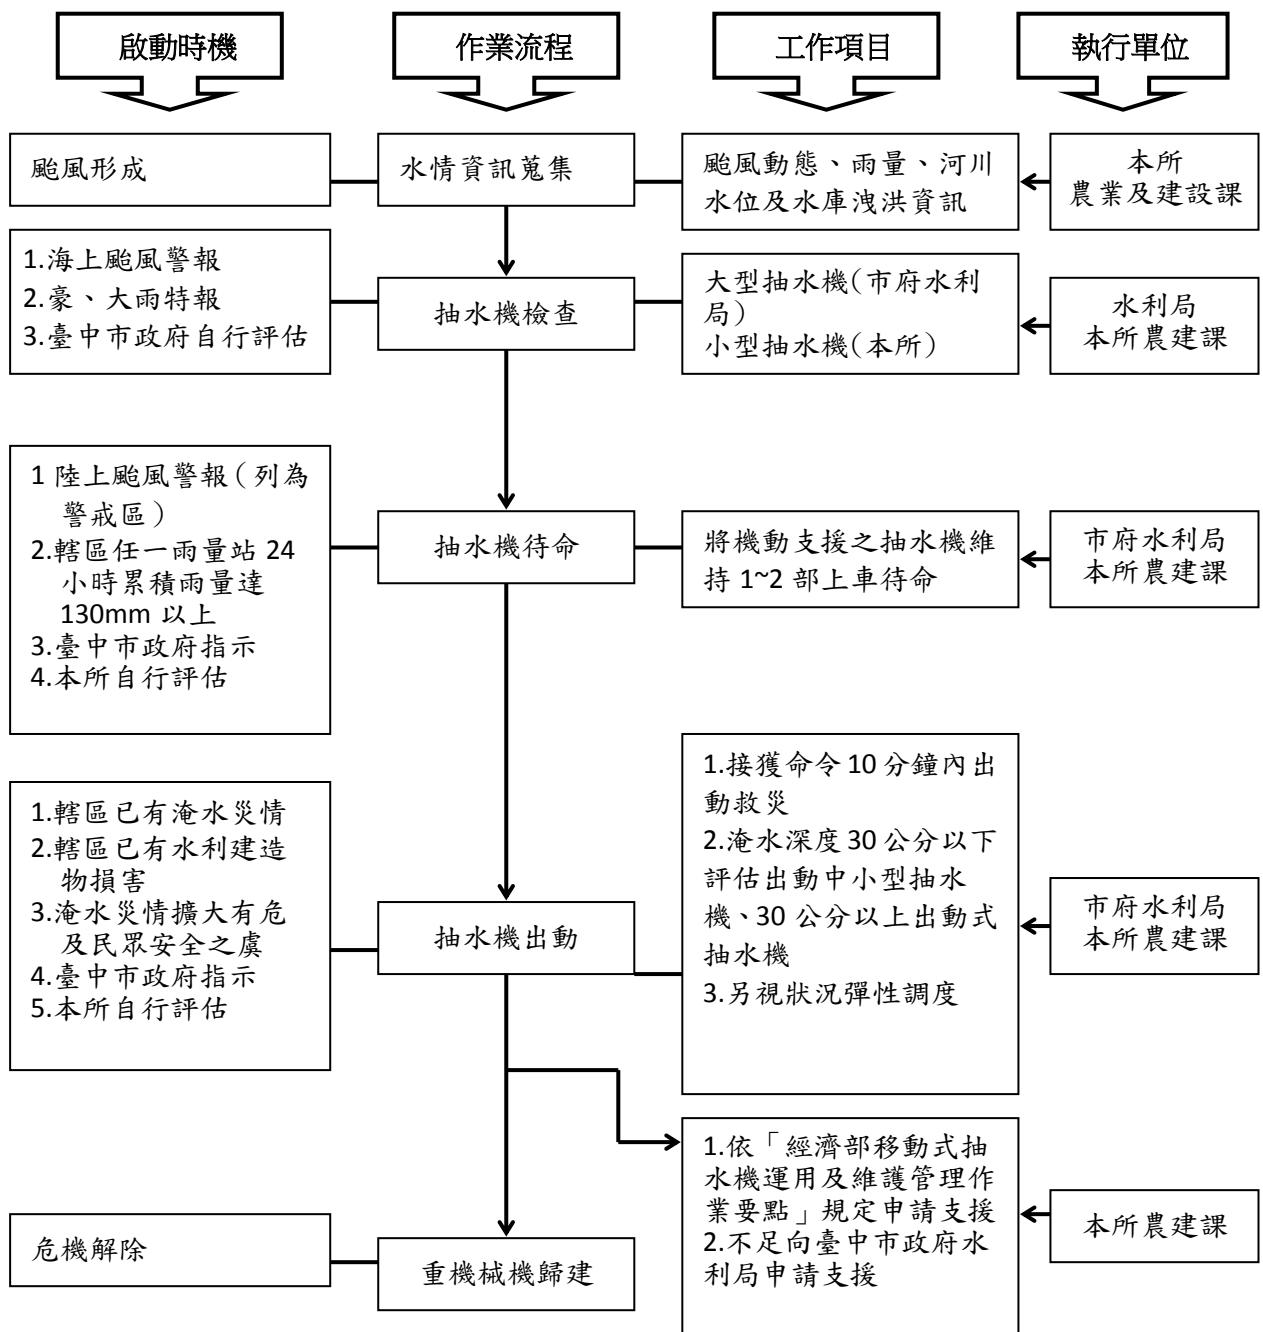 啟動時機
作業流程
工作項目
執行單位
颱風形成
水情資訊蒐集
颱風動態、雨量、河川
水位及水庫洩洪資訊
本所
農業及建設課
1.海上颱風警報
2.豪、大雨特報
3.臺中市政府自行評估
抽水機檢查
大型抽水機(市府水利
局)
小型抽水機(本所)
水利局
本所農建課
1 陸上颱風警報(列為
警戒區)
2.轄區任一雨量站 24
小時累積雨量達
130mm 以上
3.臺中市政府指示
4.本所自行評估
抽水機待命
將機動支援之抽水機維
持 1~2 部上車待命
市府水利局
本所農建課
1.轄區已有淹水災情
2.轄區已有水利建造
物損害
3.淹水災情擴大有危
及民眾安全之虞
4.臺中市政府指示
5.本所自行評估
抽水機出動
1.接獲命令 10 分鐘內出
動救災
2.淹水深度 30 公分以下
評估出動中小型抽水
機、30 公分以上出動式
抽水機
3.另視狀況彈性調度
市府水利局
本所農建課
1.依「經濟部移動式抽
水機運用及維護管理作
業要點」規定申請支援
2.不足向臺中市政府水
利局申請支援
本所農建課
危機解除
重機械機歸建